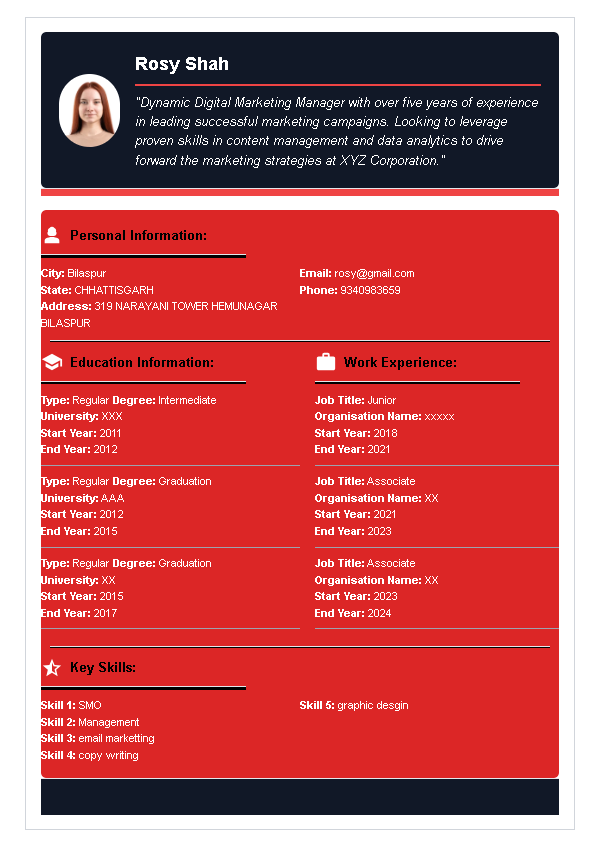 Rosy Shah
"Dynamic Digital Marketing Manager with over five years of experience
in leading successful marketing campaigns. Looking to leverage
proven skills in content management and data analytics to drive
forward the marketing strategies at XYZ Corporation."
Personal Information:
City: Bilaspur
State: CHHATTISGARH
Address: 319 NARAYANI TOWER HEMUNAGAR
BILASPUR
Email: rosy@gmail.com
Phone: 9340983659
Education Information:
Type: Regular Degree: Intermediate
University: XXX
Start Year: 2011
End Year: 2012
Type: Regular Degree: Graduation
University: AAA
Start Year: 2012
End Year: 2015
Type: Regular Degree: Graduation
University: XX
Start Year: 2015
End Year: 2017
Work Experience:
Job Title: Junior
Organisation Name: xxxxx
Start Year: 2018
End Year: 2021
Job Title: Associate
Organisation Name: XX
Start Year: 2021
End Year: 2023
Job Title: Associate
Organisation Name: XX
Start Year: 2023
End Year: 2024
Key Skills:
Skill 1: SMO
Skill 2: Management
Skill 3: email marketting
Skill 4: copy writing
Skill 5: graphic desgin